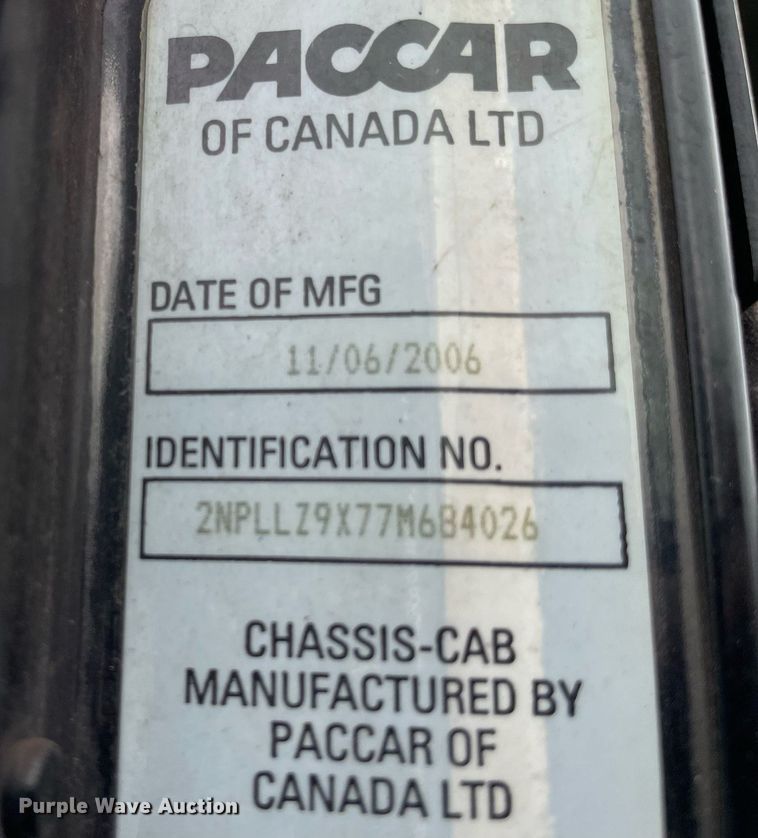 PACCAR
OF CANADA LTD
DATE OF MFG
11/06/2006
IDENTIFICATION NO.
2NPLLZ9X77M684026
CHASSIS-CAB
MANUFACTURED BY
PACCAR OF
CANADA LTD
Purple Wave Auction